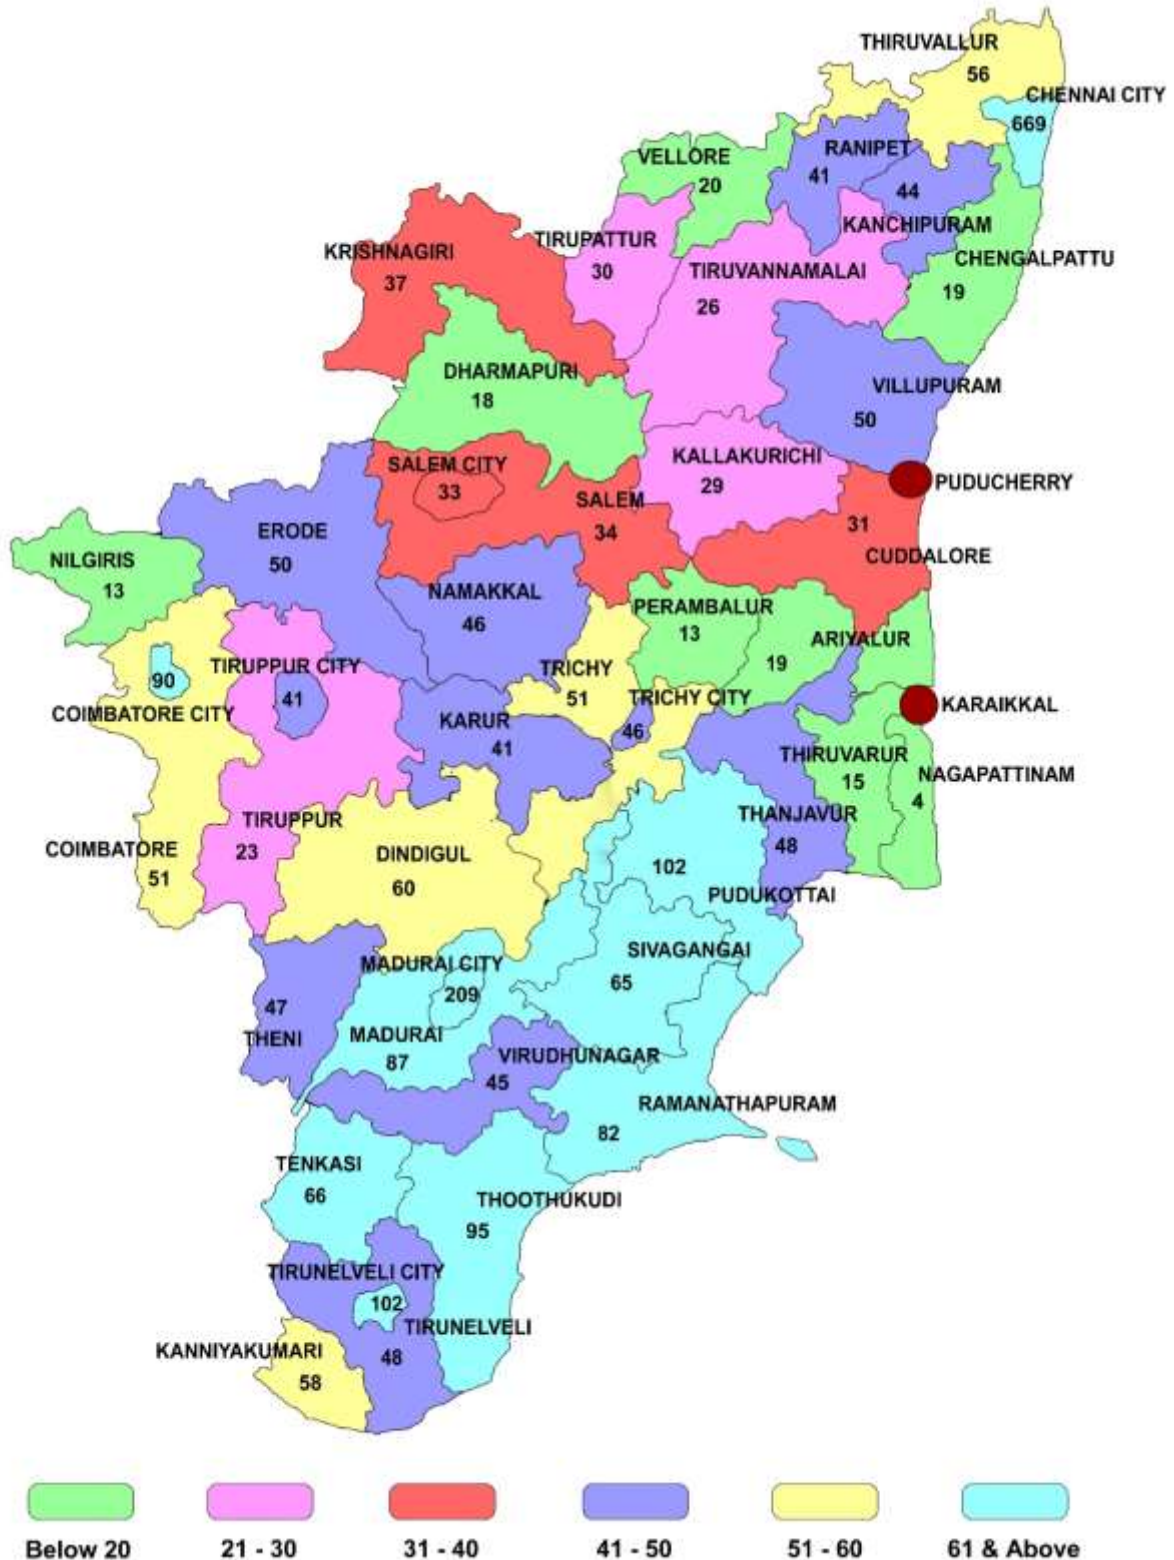 THIRUVALLUR
56
CHENNAI CITY
669
VELLORE
20
RANIPET
41
44
KANCHIPURAM
KRISHNAGIRI
37
TIRUPATTUR
30
TIRUVANNAMALAI
26
CHENGALPATTU
19
DHARMAPURI
18
VILLUPURAM
50
SALEM CITY
33
SALEM
34
KALLAKURICHI
29
PUDUCHERRY
31
CUDDALORE
ERODE
50
NILGIRIS
13
NAMAKKAL
46
PERAMBALUR
13
ARIYALUR
19
TIRUPPUR CITY
41
90
COIMBATORE CITY
TRICHY
51
TRICHY CITY
46
KARAIKKAL
KARUR
41
THIRUVARUR
15
NAGAPATTINAM
4
TIRUPPUR
23
COIMBATORE
51
DINDIGUL
60
THANJAVUR
48
102
PUDUKOTTAI
MADURAI CITY
209
SIVAGANGAI
65
47
THENI
MADURAI
87
VIRUDHUNAGAR
45
RAMANATHAPURAM
82
TENKASI
66
THOOTHUKUDI
95
TIRUNELVELI CITY
102
TIRUNELVELI
48
KANNIYAKUMARI
58
Below 20
21 - 30
31 - 40
41 - 50
51 - 60
61 & Above